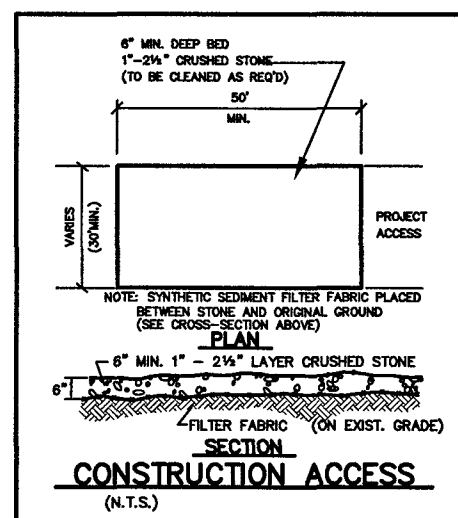 6" MIN. DEEP BED
1"-2½" CRUSHED STONE
(TO BE CLEANED AS REQ'D)
50'
MIN.
VARIES
(30'MIN.)
PROJECT
ACCESS
NOTE: SYNTHETIC SEDIMENT FILTER FABRIC PLACED
BETWEEN STONE AND ORIGINAL GROUND
(SEE CROSS-SECTION ABOVE)
PLAN
6" MIN. 1" - 2½" LAYER CRUSHED STONE
6"
FILTER FABRIC (ON EXIST. GRADE)
SECTION
CONSTRUCTION ACCESS
(N.T.S.)